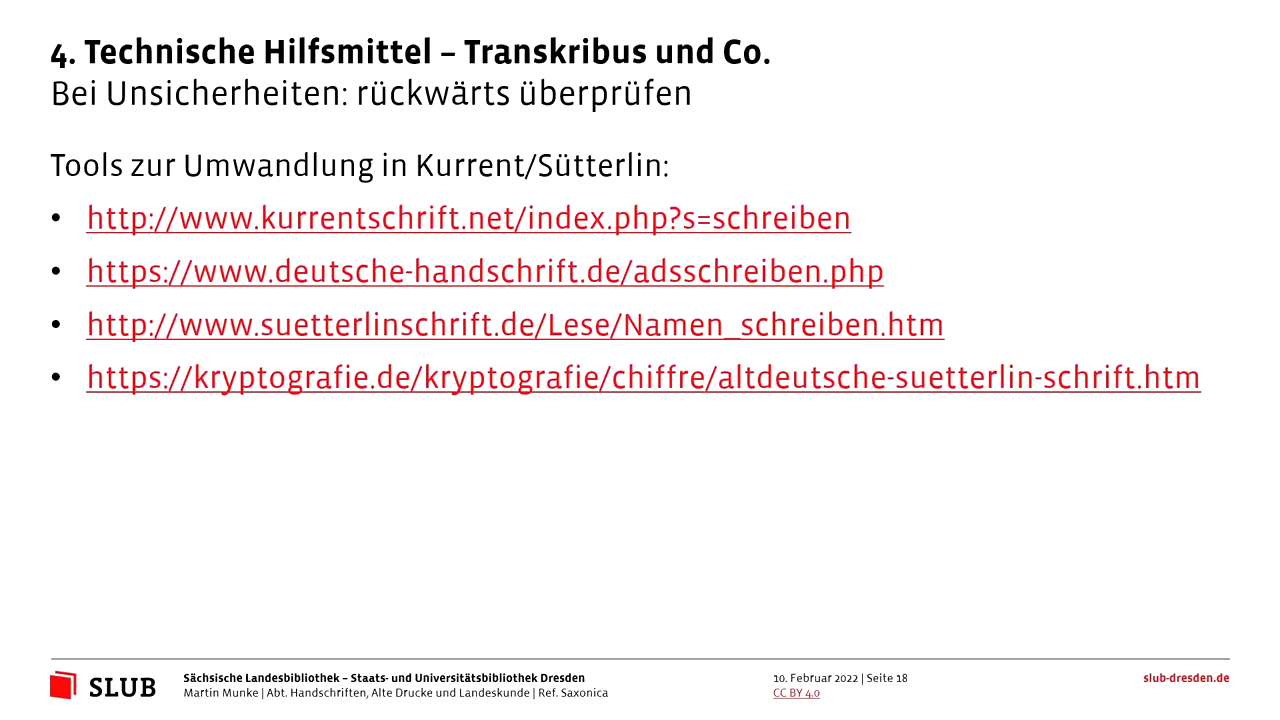 4. Technische Hilfsmittel – Transkribus und Co.
Bei Unsicherheiten: rückwärts überprüfen
Tools zur Umwandlung in Kurrent/Sütterlin:
• http://www.kurrentschrift.net/index.php?s=schreiben
• https://www.deutsche-handschrift.de/adsschreiben.php
• http://www.suetterlinschrift.de/Lese/Namen_schreiben.htm
• https://kryptografie.de/kryptografie/chiffre/altdeutsche-suetterlin-schrift.htm
SLUB
Sächsische Landesbibliothek – Staats- und Universitätsbibliothek Dresden
Martin Munke | Abt. Handschriften, Alte Drucke und Landeskunde | Ref. Saxonica
10. Februar 2022 | Seite 18
CC BY 4.0
slub-dresden.de